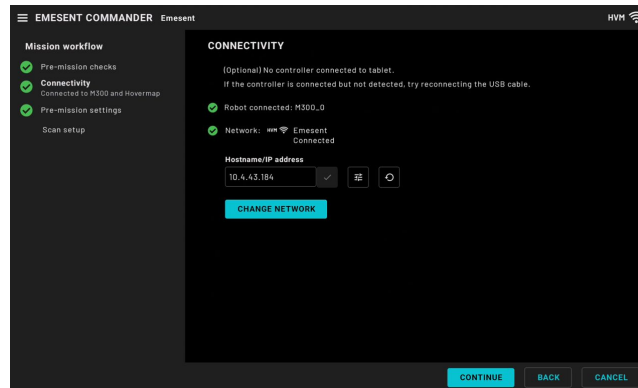 EMESENT COMMANDER Emesent
HVM
Mission workflow
Pre-mission checks
Connectivity
Connected to M300 and Hovermap
Pre-mission settings
Scan setup
CONNECTIVITY
(Optional) No controller connected to tablet.
If the controller is connected but not detected, try reconnecting the USB cable.
Robot connected: M300_0
Network: HVM Emesent
Connected
Hostname/IP address
10.4.43.184
CHANGE NETWORK
CONTINUE BACK CANCEL